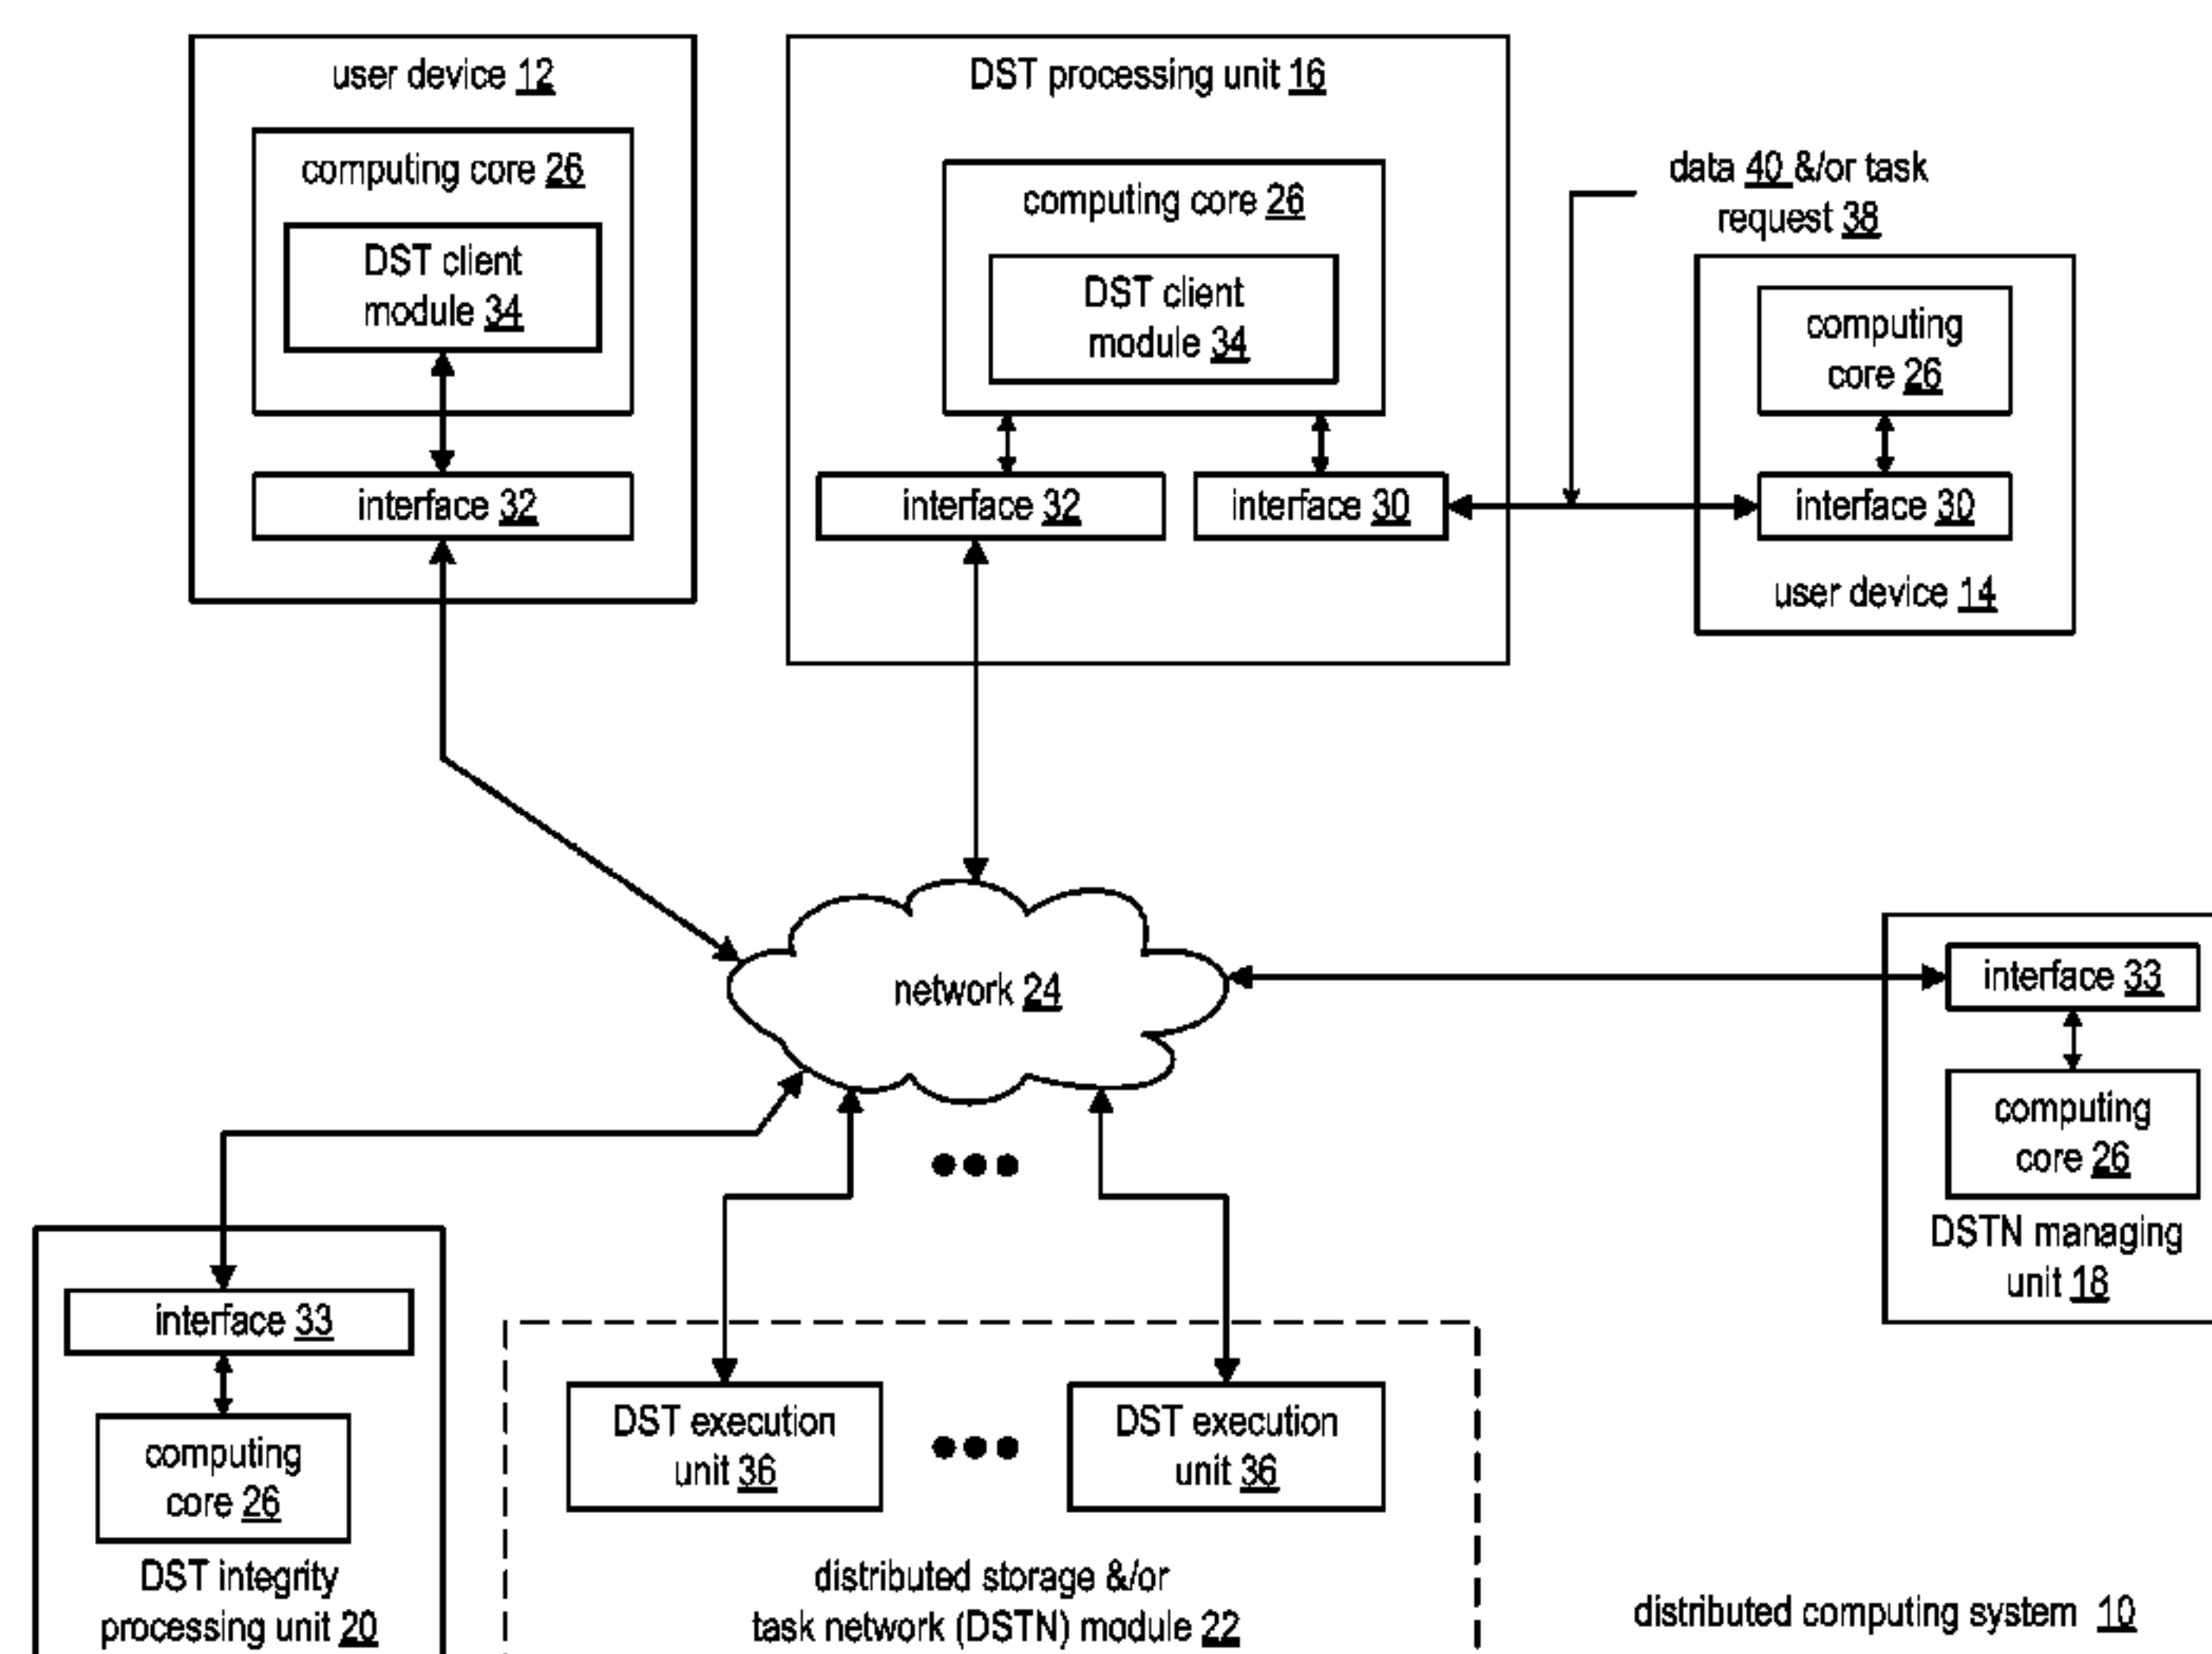 user device 12
computing core 26
DST client
module 34
interface 32
DST processing unit 16
computing core 26
DST client
module 34
interface 32
interface 30
data 40 &/or task
request 38
computing
core 26
interface 30
user device 14
network 24
interface 33
computing
core 26
DSTN managing
unit 18
interface 33
computing
core 26
DST integrity
processing unit 20
DST execution
unit 36
DST execution
unit 36
distributed storage &/or
task network (DSTN) module 22
distributed computing system 10